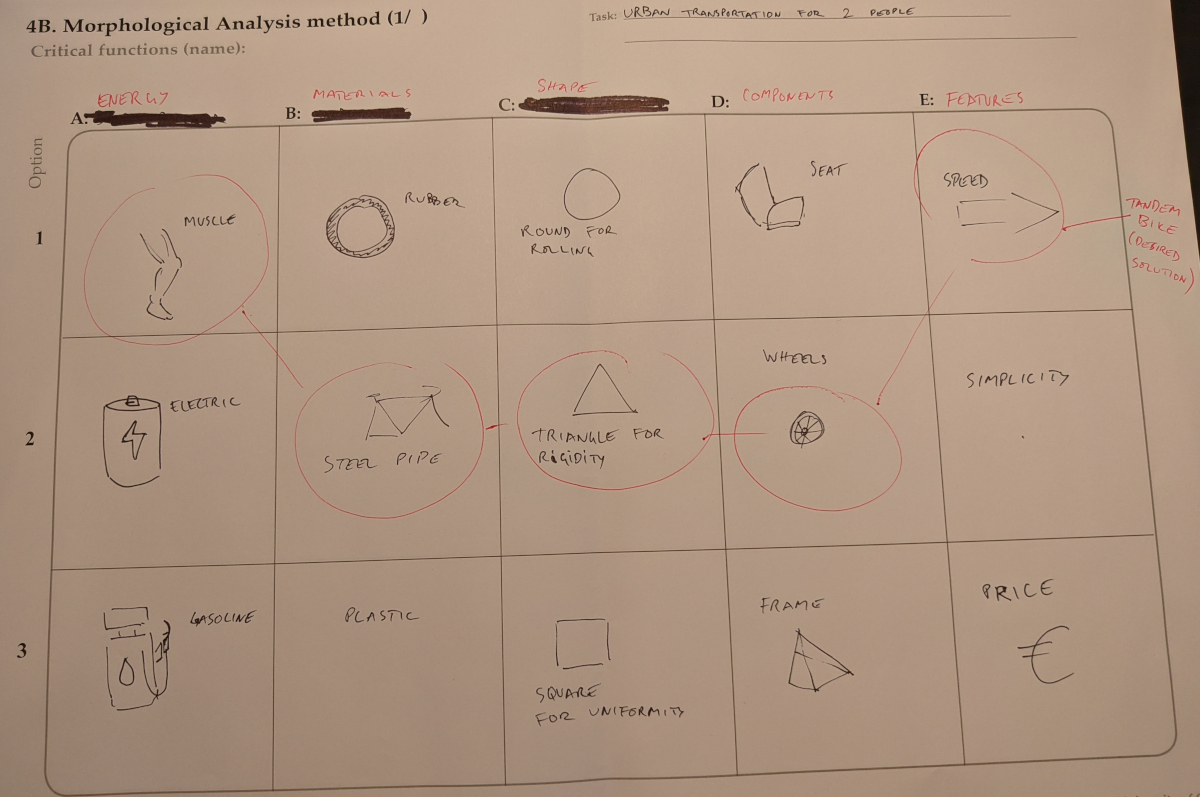 4B. Morphological Analysis method (1/ )
Task: URBAN TRANSPORTATION FOR 2 PEOPLE
Critical functions (name):
A: ENERGY
B: MATERIALS
C: SHAPE
D: COMPONENTS
E: FEATURES
Option
1
MUSCLE
RUBBER
ROUND FOR
ROLLING
SEAT
SPEED
TANDEM
BIKE
(DESIRED
SOLUTION)
2
ELECTRIC
STEEL PIPE
TRIANGLE FOR
RIGIDITY
WHEELS
SIMPLICITY
3
GASOLINE
PLASTIC
SQUARE
FOR UNIFORMITY
FRAME
PRICE
€